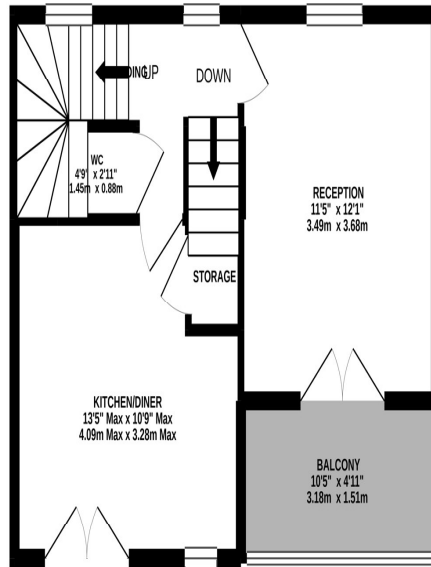 UP
DOWN
WC
4'9" x 2'11"
1.45m x 0.88m
RECEPTION
11'5" x 12'1"
3.49m x 3.68m
STORAGE
KITCHEN/DINER
13'5" Max x 10'9" Max
4.09m Max x 3.28m Max
BALCONY
10'5" x 4'11"
3.18m x 1.51m